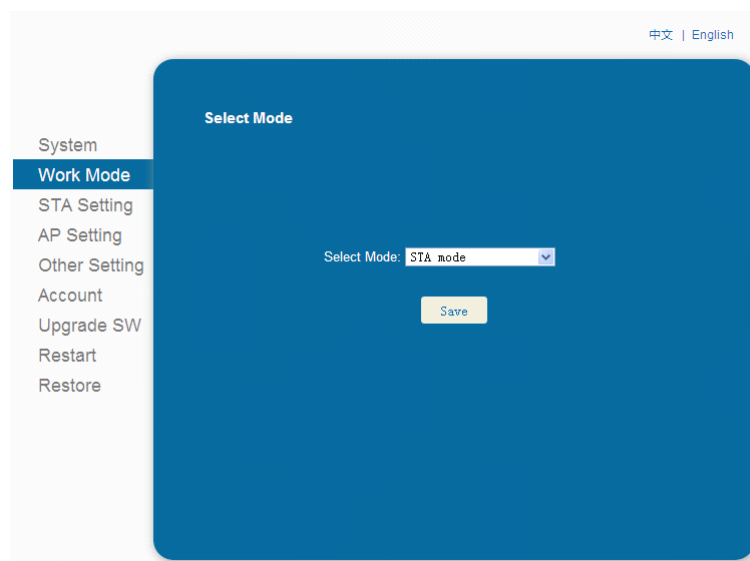 中文 | English
Select Mode
System
Work Mode
STA Setting
AP Setting
Other Setting
Account
Upgrade SW
Restart
Restore
Select Mode: STA mode
Save